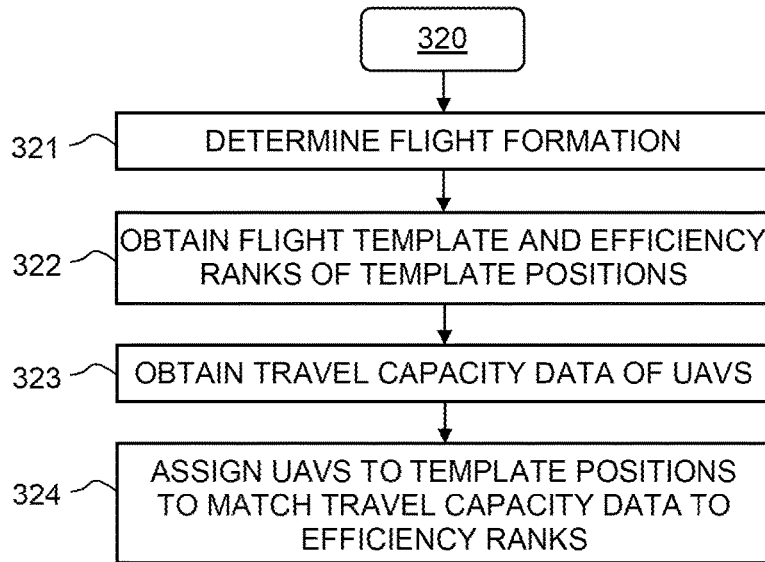 320
321
DETERMINE FLIGHT FORMATION
322
OBTAIN FLIGHT TEMPLATE AND EFFICIENCY
RANKS OF TEMPLATE POSITIONS
323
OBTAIN TRAVEL CAPACITY DATA OF UAVS
324
ASSIGN UAVS TO TEMPLATE POSITIONS
TO MATCH TRAVEL CAPACITY DATA TO
EFFICIENCY RANKS